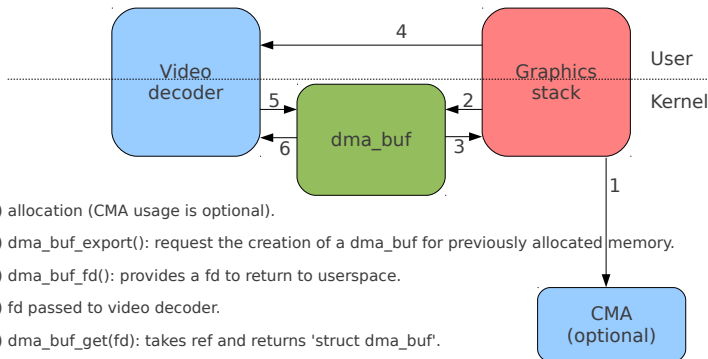 4
Video
decoder
Graphics
stack
User
Kernel
5
2
6
dma_buf
3
1
) allocation (CMA usage is optional).
) dma_buf_export(): request the creation of a dma_buf for previously allocated memory.
) dma_buf_fd(): provides a fd to return to userspace.
) fd passed to video decoder.
) dma_buf_get(fd): takes ref and returns 'struct dma_buf'.
CMA
(optional)